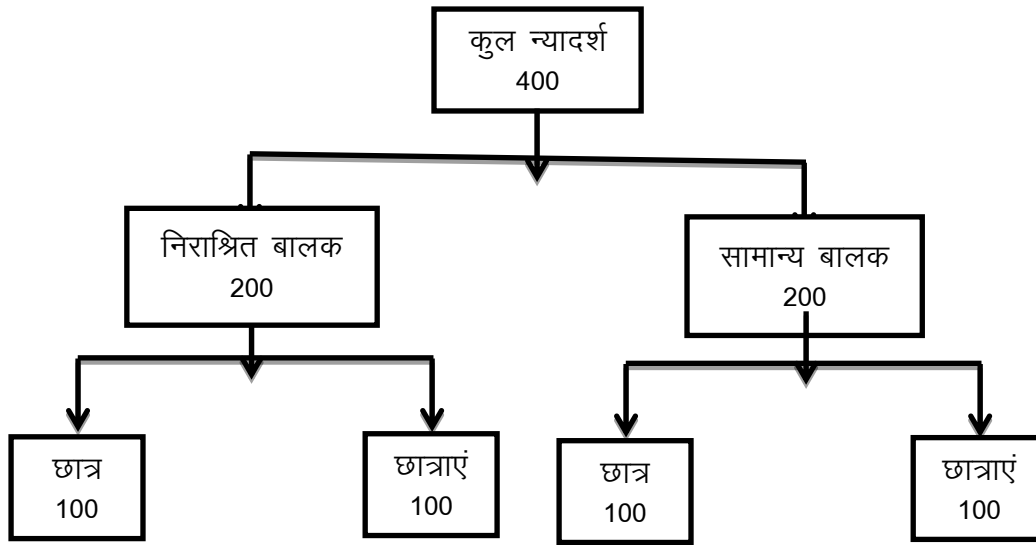 कुल न्यादर्श
400
निराश्रित बालक
200
सामान्य बालक
200
छात्र
100
छात्राएं
100
छात्र
100
छात्राएं
100